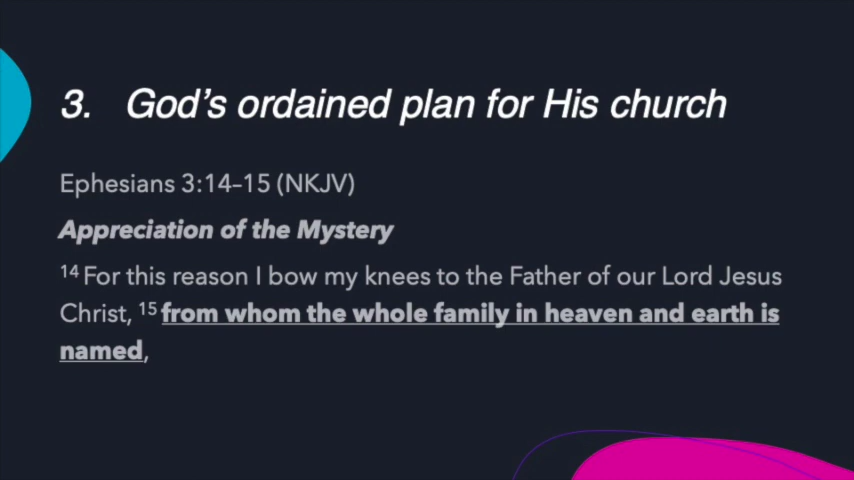 3. God's ordained plan for His church
Ephesians 3:14–15 (NKJV)
Appreciation of the Mystery
14 For this reason I bow my knees to the Father of our Lord Jesus
Christ, 15 from whom the whole family in heaven and earth is
named,